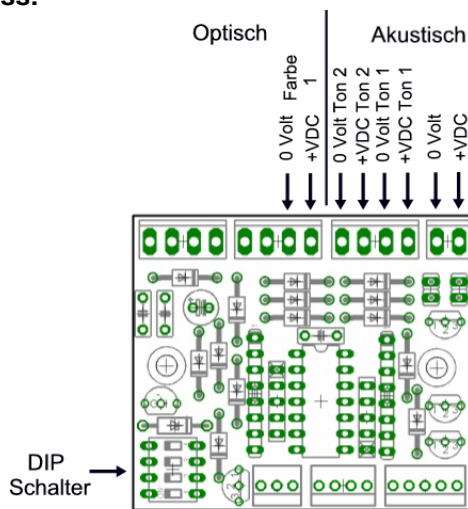 ss:
Optisch
Akustisch
0 Volt Farbe
+VDC 1
0 Volt Ton 2
+VDC Ton 2
0 Volt Ton 1
+VDC Ton 1
0 Volt
+VDC
DIP
Schalter